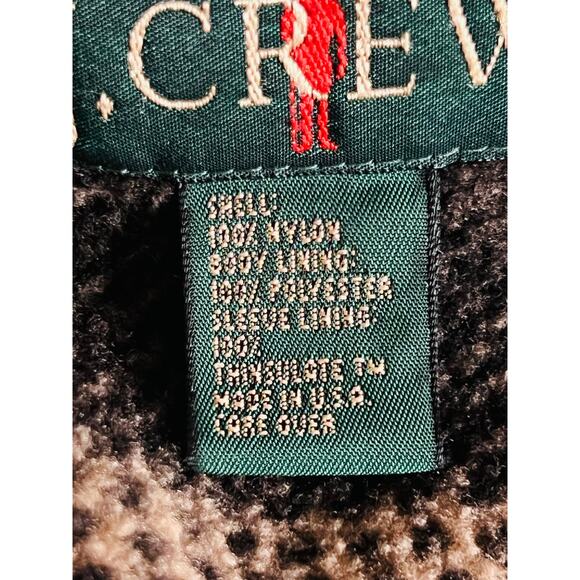 J.CREW
SHELL:
100% NYLON
BODY LINING:
100% POLYESTER
SLEEVE LINING
100%
THINSULATE TM
MADE IN U.S.A.
CARE OVER